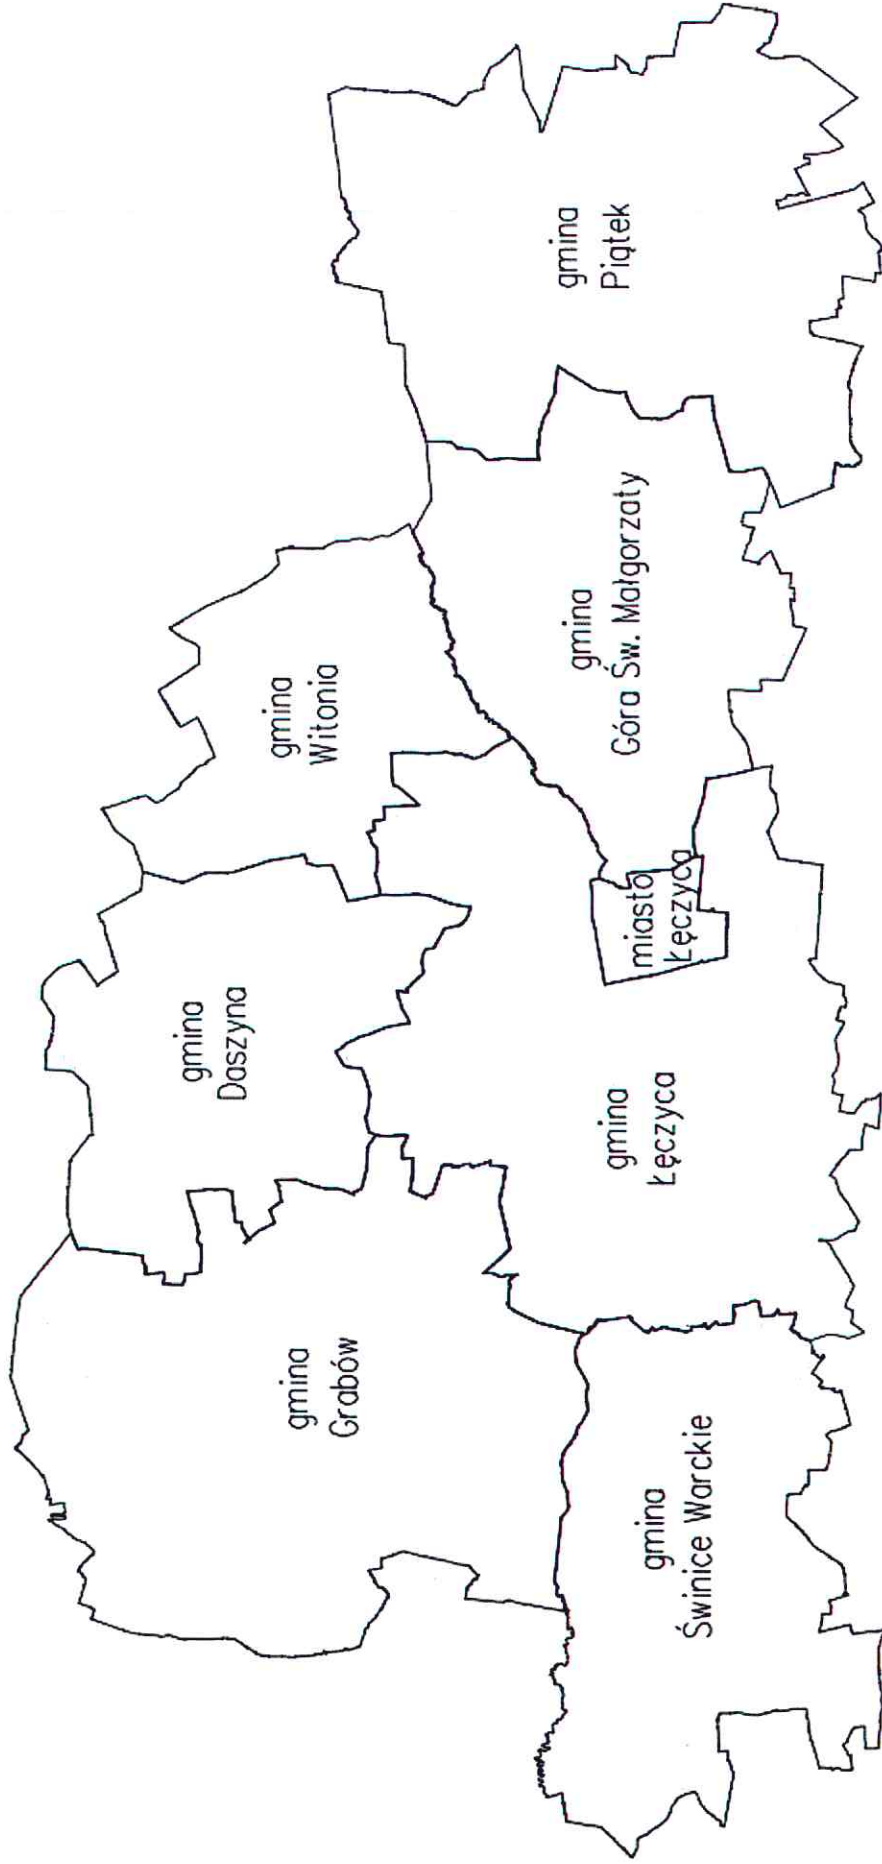 gmina
Grabów
gmina
Daszyna
gmina
Witonia
gmina
Świnice Warckie
gmina
Łęczyca
miasto
Łęczyca
gmina
Góra Św. Małgorzaty
gmina
Piątek